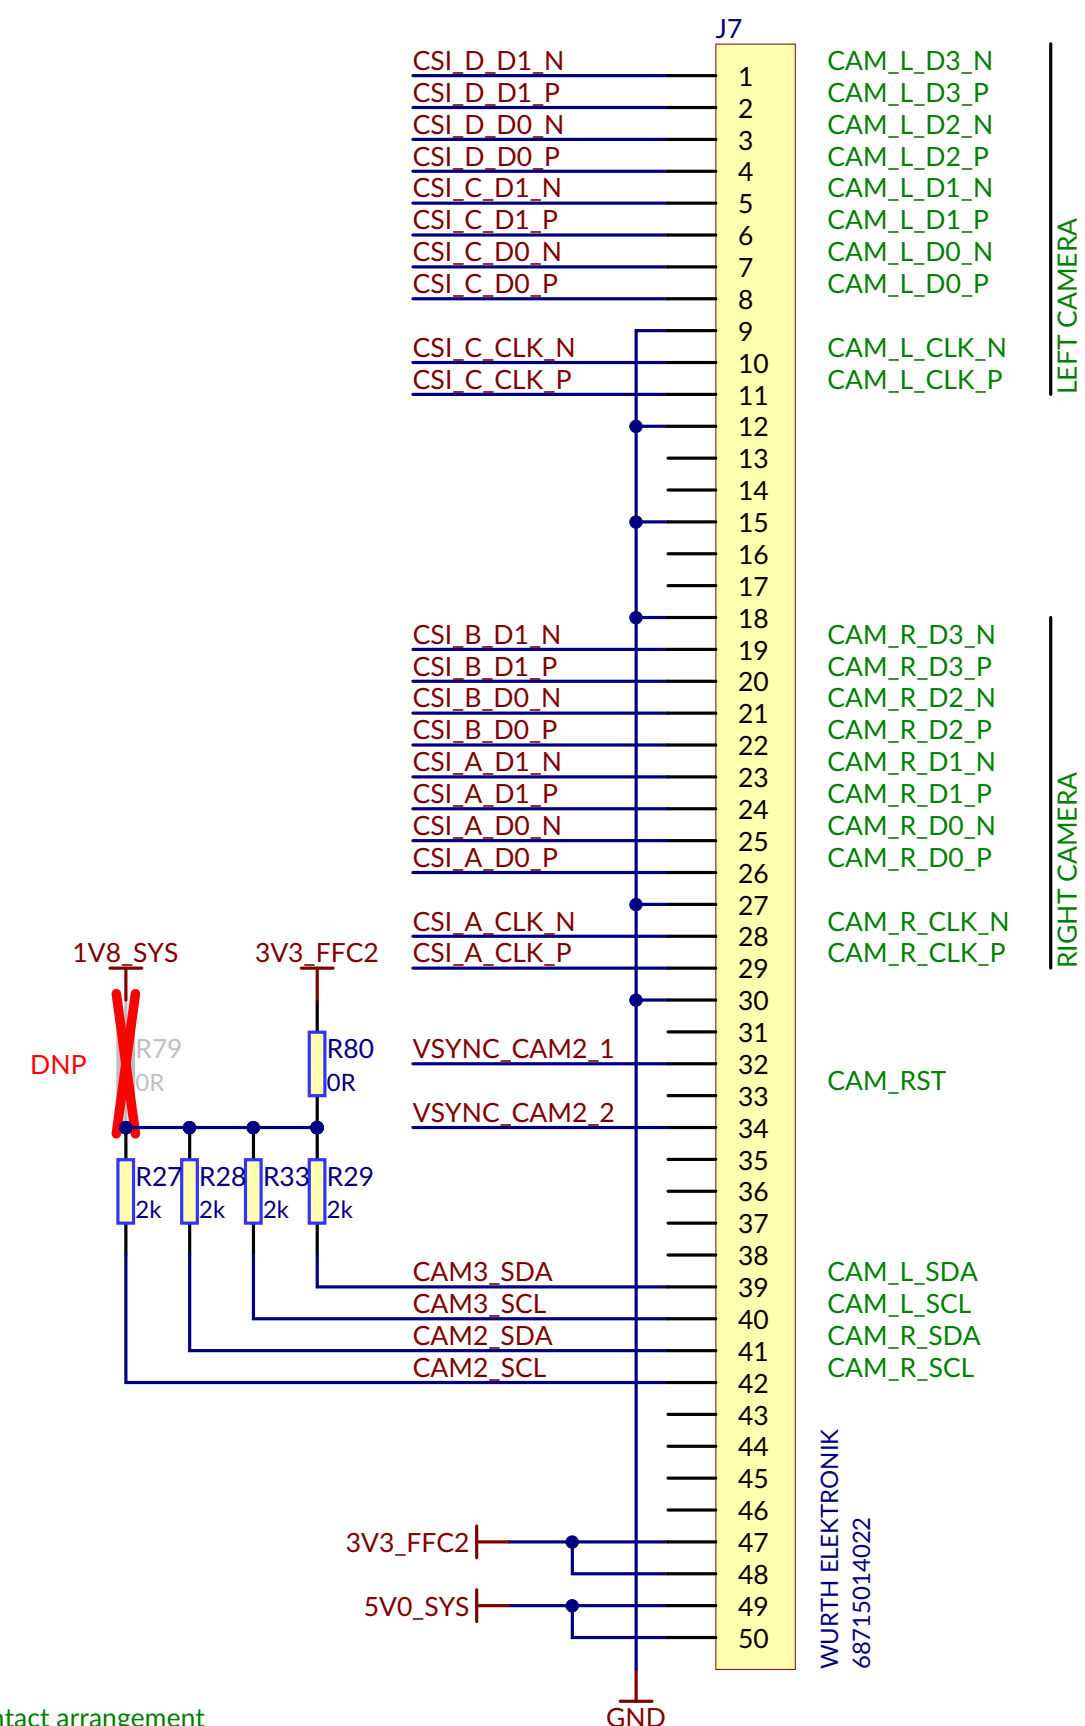 J7
CSI_D_D1_N 1 CAM_L_D3_N
CSI_D_D1_P 2 CAM_L_D3_P
CSI_D_D0_N 3 CAM_L_D2_N
CSI_D_D0_P 4 CAM_L_D2_P
CSI_C_D1_N 5 CAM_L_D1_N
CSI_C_D1_P 6 CAM_L_D1_P
CSI_C_D0_N 7 CAM_L_D0_N
CSI_C_D0_P 8 CAM_L_D0_P
9
CSI_C_CLK_N 10 CAM_L_CLK_N
CSI_C_CLK_P 11 CAM_L_CLK_P
LEFT CAMERA
12
13
14
15
16
17
18
CSI_B_D1_N 19 CAM_R_D3_N
CSI_B_D1_P 20 CAM_R_D3_P
CSI_B_D0_N 21 CAM_R_D2_N
CSI_B_D0_P 22 CAM_R_D2_P
CSI_A_D1_N 23 CAM_R_D1_N
CSI_A_D1_P 24 CAM_R_D1_P
CSI_A_D0_N 25 CAM_R_D0_N
CSI_A_D0_P 26 CAM_R_D0_P
27
CSI_A_CLK_N 28 CAM_R_CLK_N
CSI_A_CLK_P 29 CAM_R_CLK_P
RIGHT CAMERA
1V8_SYS 3V3_FFC2
30
31
DNP
R79
0R
R80
0R
VSYNC_CAM2_1 32
33 CAM_RST
VSYNC_CAM2_2 34
35
36
37
38
R27
2k
R28
2k
R33
2k
R29
2k
CAM3_SDA 39 CAM_L_SDA
CAM3_SCL 40 CAM_L_SCL
CAM2_SDA 41 CAM_R_SDA
CAM2_SCL 42 CAM_R_SCL
43
44
45
46
3V3_FFC2 47
48
5V0_SYS 49
50
WURTH ELEKTRONIK
68715014022
GND
ntact arrangement